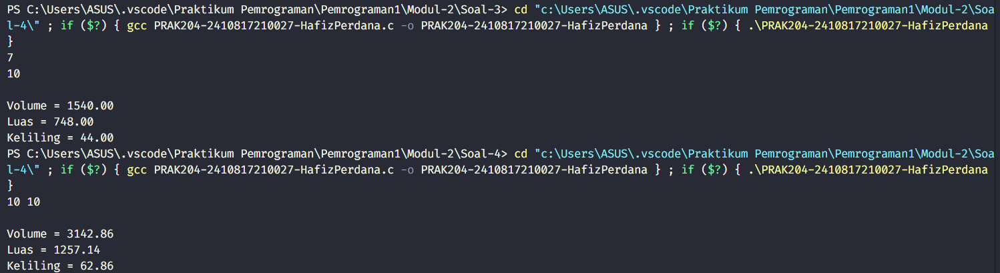 PS C:\Users\ASUS\.vscode\Praktikum Pemrograman\Pemrograman1\Modul-2\Soal-3> cd "c:\Users\ASUS\.vscode\Praktikum Pemrograman\Pemrograman1\Modul-2\Soa
l-4\" ; if ($?) { gcc PRAK204-2410817210027-HafizPerdana.c -o PRAK204-2410817210027-HafizPerdana } ; if ($?) { .\PRAK204-2410817210027-HafizPerdana
}
7
10
Volume = 1540.00
Luas = 748.00
Keliling = 44.00
PS C:\Users\ASUS\.vscode\Praktikum Pemrograman\Pemrograman1\Modul-2\Soal-4> cd "c:\Users\ASUS\.vscode\Praktikum Pemrograman\Pemrograman1\Modul-2\Soa
l-4\" ; if ($?) { gcc PRAK204-2410817210027-HafizPerdana.c -o PRAK204-2410817210027-HafizPerdana } ; if ($?) { .\PRAK204-2410817210027-HafizPerdana
}
10 10
Volume = 3142.86
Luas = 1257.14
Keliling = 62.86